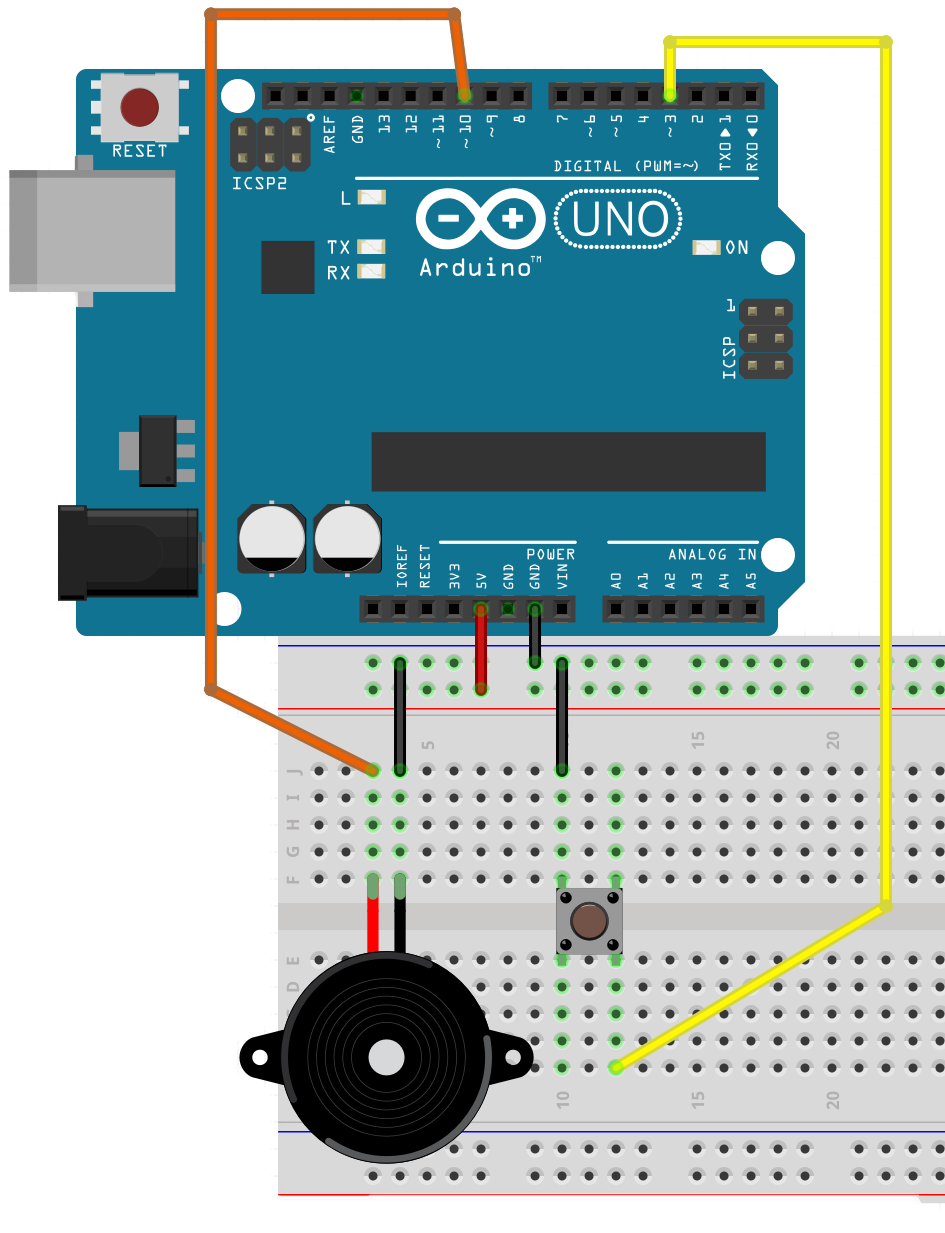 RESET
ICSP2
AREF
GND
13
12
~11
~10
~9
8
7
~6
~5
4
~3
2
TX0▶1
RX0◀0
DIGITAL (PWM=~)
L
TX
RX
UNO
ON
Arduino™
1
ICSP
IOREF
RESET
3V3
5V
GND
GND
VIN
POWER
ANALOG IN
A0
A1
A2
A3
A4
A5
5
15
20
J
I
H
G
F
E
D
10
15
20